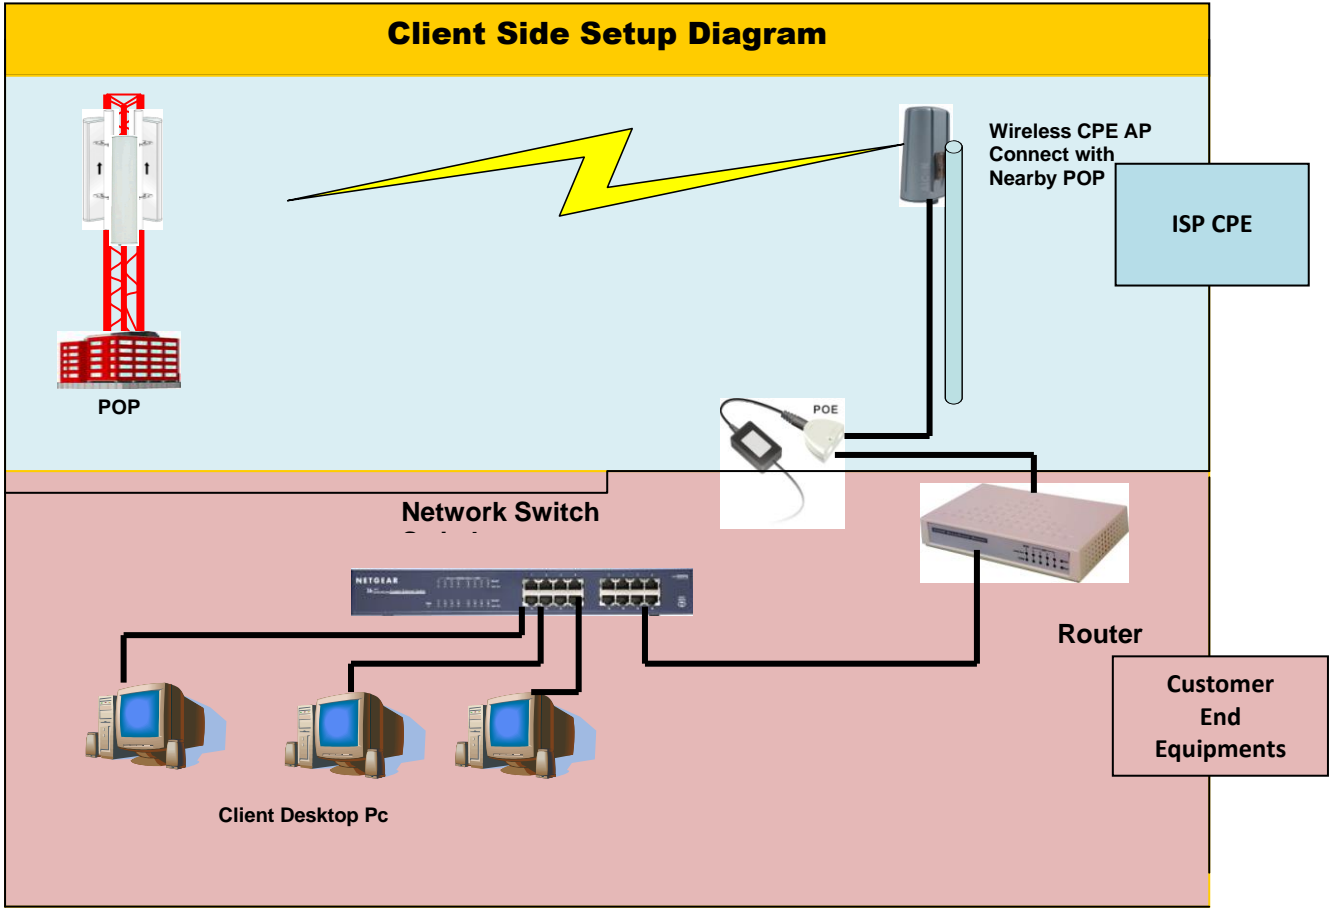 Client Side Setup Diagram
Wireless CPE AP
Connect with
Nearby POP
ISP CPE
POP
POE
Network Switch
NETGEAR
Router
Customer
End
Equipments
Client Desktop Pc